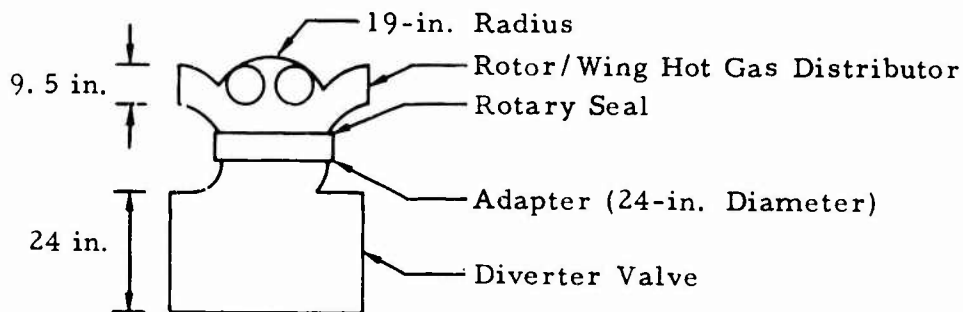 19-in. Radius
9.5 in.
Rotor/Wing Hot Gas Distributor
Rotary Seal
Adapter (24-in. Diameter)
24 in.
Diverter Valve